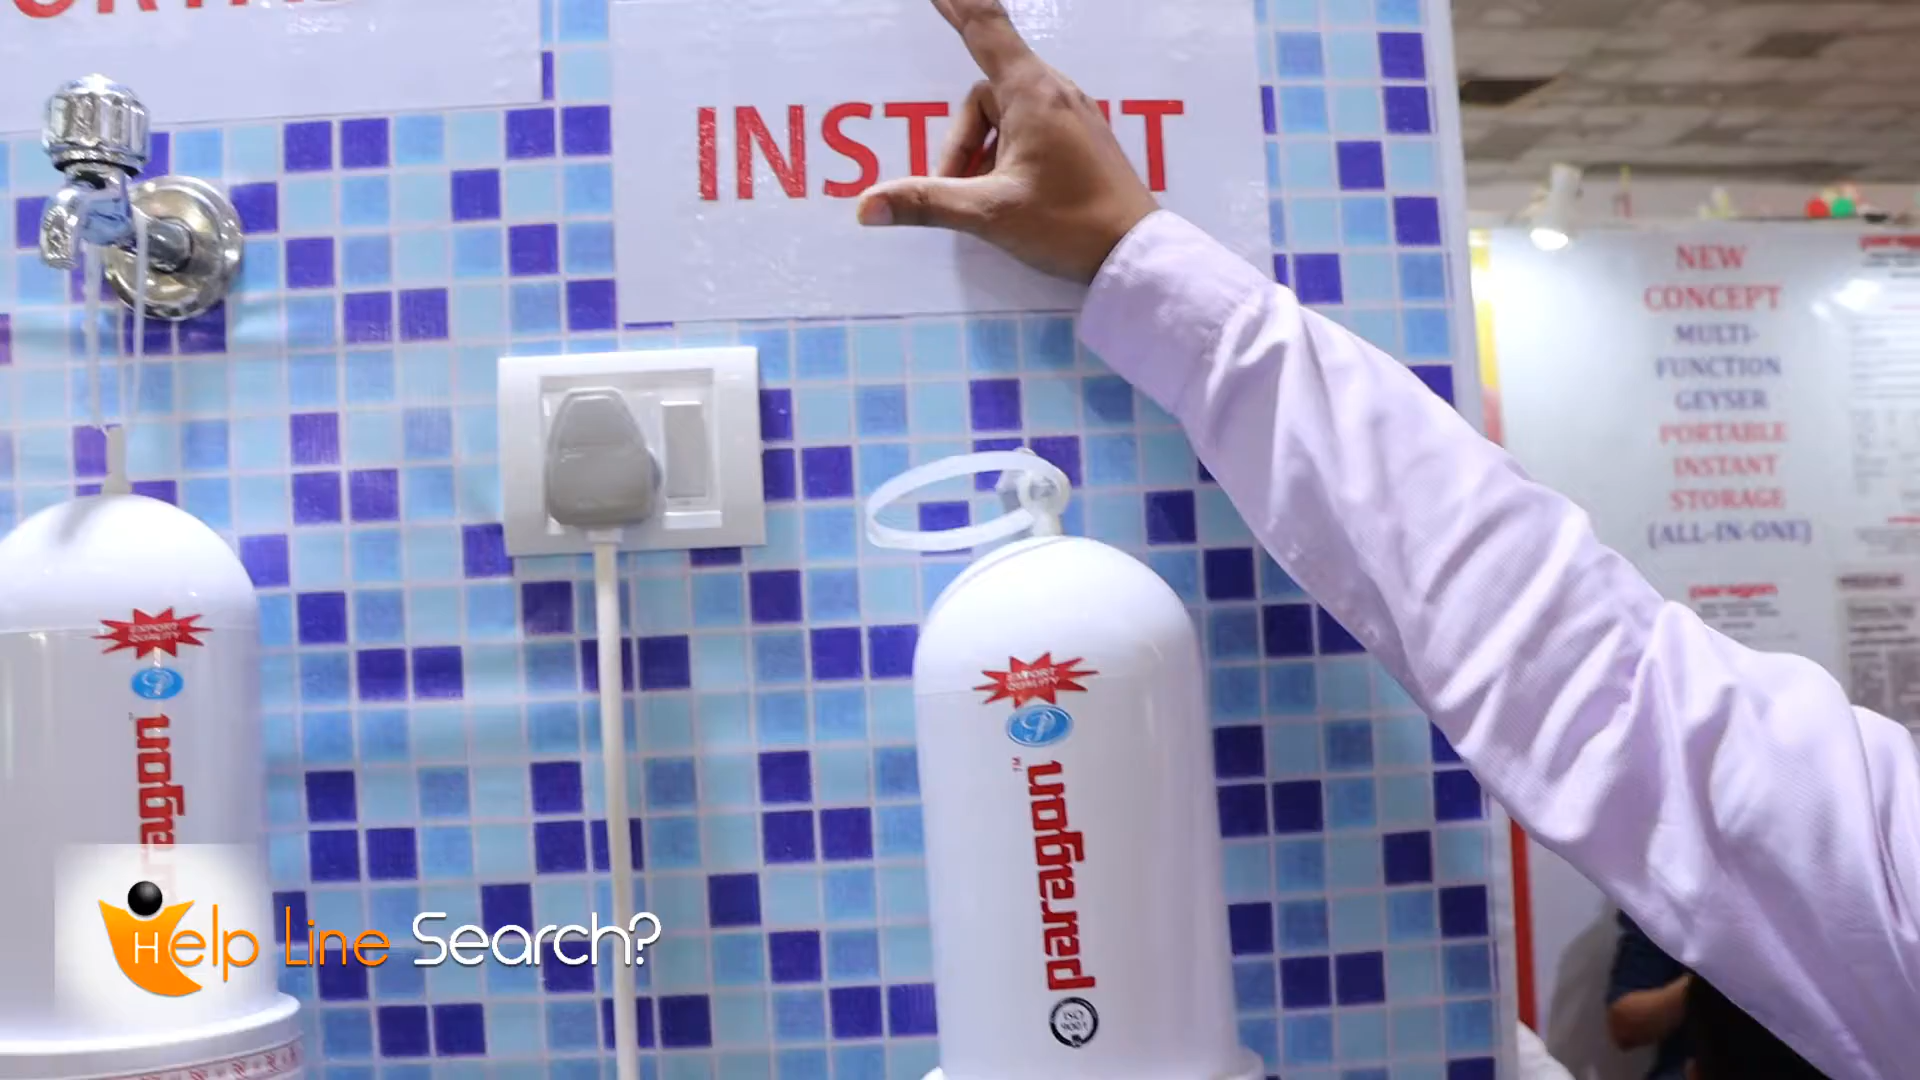 INST T
NEW
CONCEPT
MULTI-
FUNCTION
GEYSER
PORTABLE
INSTANT
STORAGE
(ALL-IN-ONE)
paragon
EXPORT
QUALITY
P
paragon
EXPORT
QUALITY
P
paragon™
ISO
9001
Help Line Search?